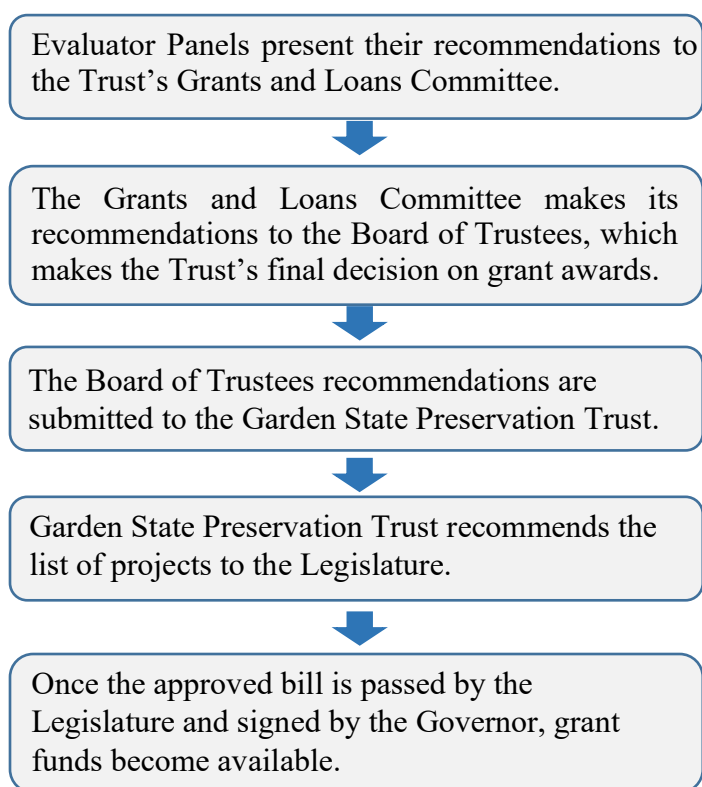 Evaluator Panels present their recommendations to
the Trust’s Grants and Loans Committee.
The Grants and Loans Committee makes its
recommendations to the Board of Trustees, which
makes the Trust’s final decision on grant awards.
The Board of Trustees recommendations are
submitted to the Garden State Preservation Trust.
Garden State Preservation Trust recommends the
list of projects to the Legislature.
Once the approved bill is passed by the
Legislature and signed by the Governor, grant
funds become available.